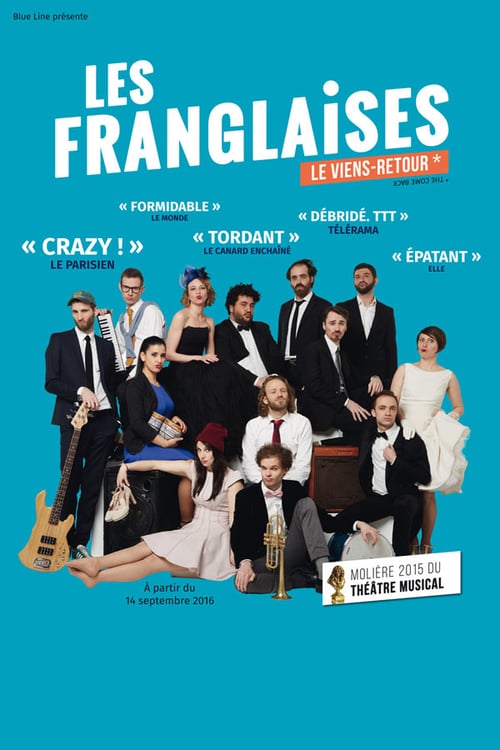 Blue Line présente
LES
FRANGLAiSES
LE VIENS-RETOUR *
* THE COME BACK
« FORMIDABLE »
LE MONDE
« DÉBRIDÉ. TTT »
TÉLÉRAMA
« CRAZY ! »
LE PARISIEN
« TORDANT »
LE CANARD ENCHAÎNÉ
« ÉPATANT »
ELLE
À partir du
14 septembre 2016
MOLIÈRE 2015 DU
THÉÂTRE MUSICAL